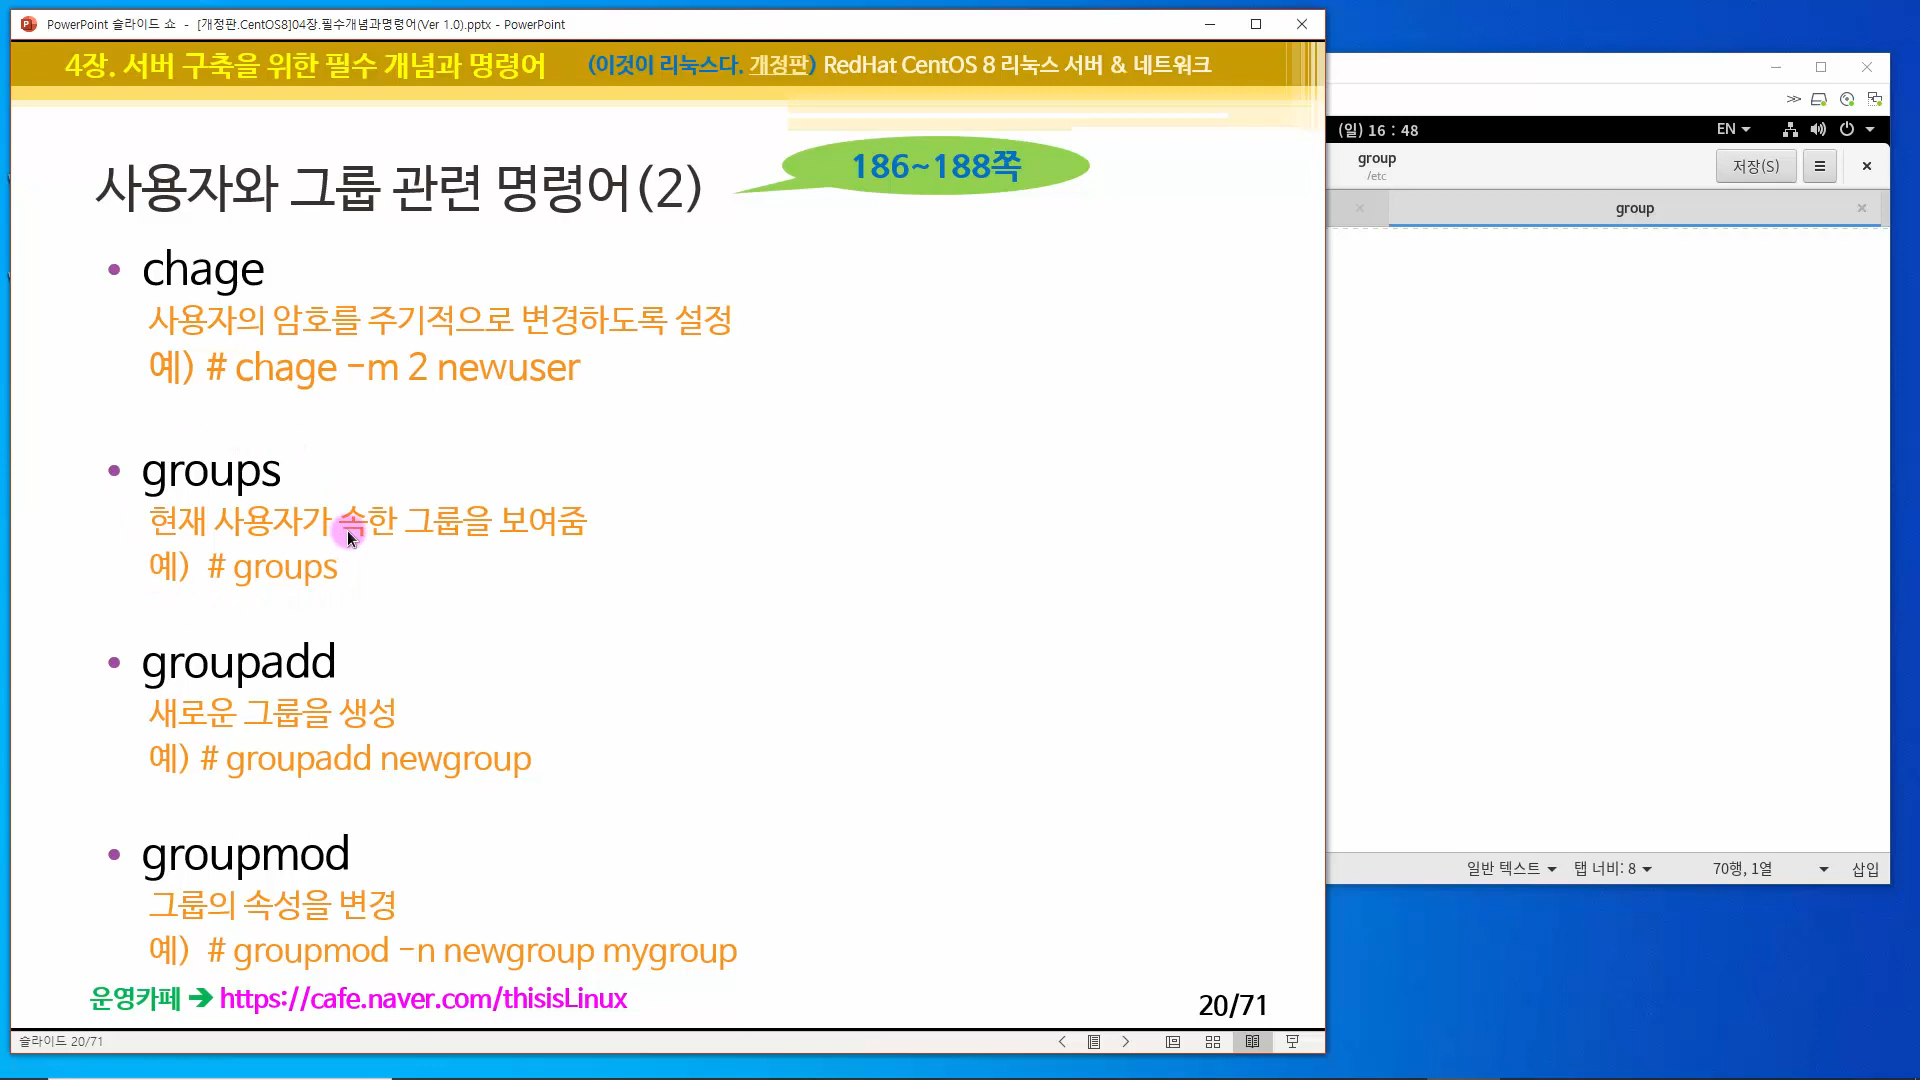 PowerPoint 슬라이드 쇼 - [개정판.CentOS8]04장.필수개념과명령어(Ver 1.0).pptx - PowerPoint
4장. 서버 구축을 위한 필수 개념과 명령어 (이것이 리눅스다. 개정판) RedHat CentOS 8 리눅스 서버 & 네트워크
186~188쪽
사용자와 그룹 관련 명령어(2)
• chage
사용자의 암호를 주기적으로 변경하도록 설정
예) # chage -m 2 newuser
• groups
현재 사용자가 속한 그룹을 보여줌
예) # groups
• groupadd
새로운 그룹을 생성
예) # groupadd newgroup
• groupmod
그룹의 속성을 변경
예) # groupmod -n newgroup mygroup
운영카페 ➔ https://cafe.naver.com/thisisLinux
20/71
슬라이드 20/71
(일) 16 : 48
EN
group
/etc
저장(S)
group
일반 텍스트 탭 너비: 8 70행, 1열 삽입